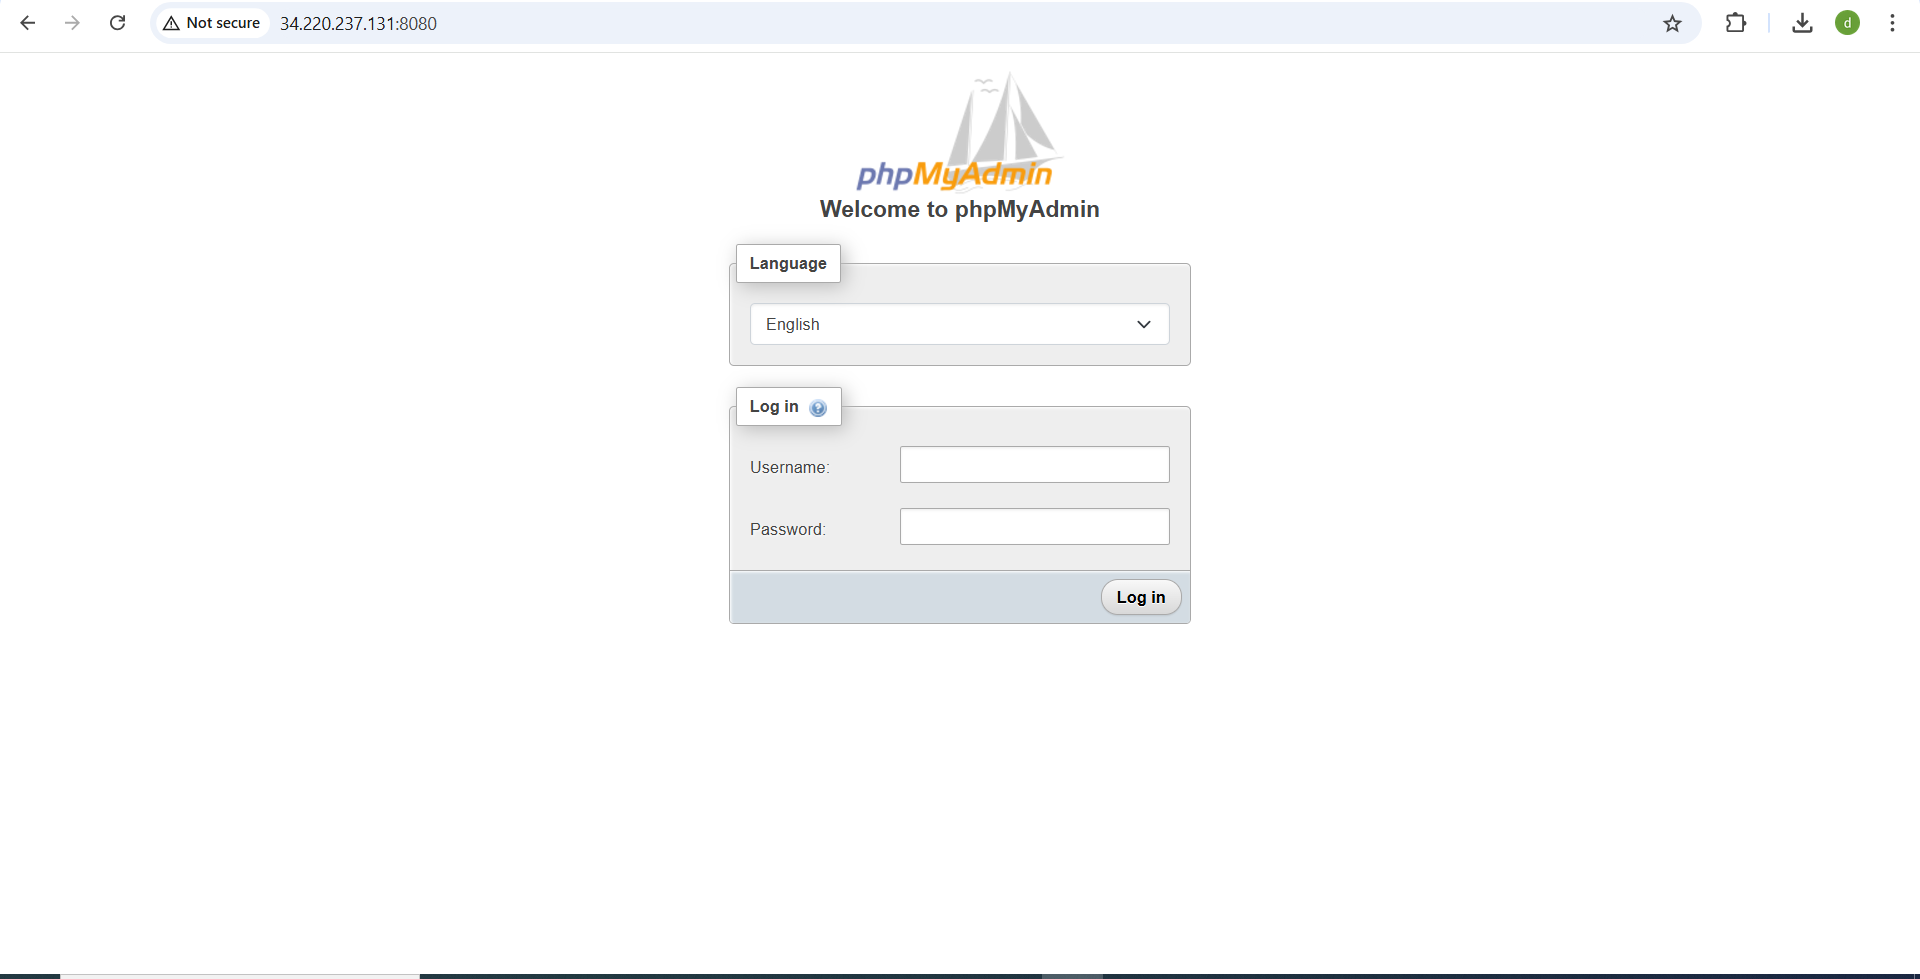 Not secure 34.220.237.131:8080
d
phpMyAdmin
Welcome to phpMyAdmin
Language
English
Log in ?
Username:
Password:
Log in